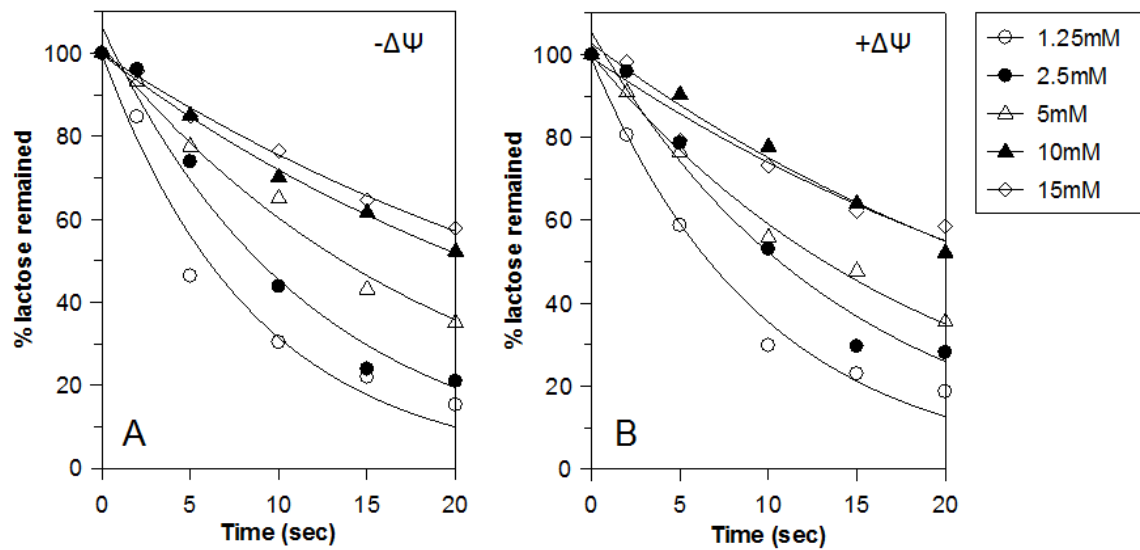 % lactose remained
100
80
60
40
20
0
-ΔΨ
A
0 5 10 15 20
Time (sec)
% lactose remained
100
80
60
40
20
0
+ΔΨ
B
0 5 10 15 20
Time (sec)
1.25mM
2.5mM
5mM
10mM
15mM